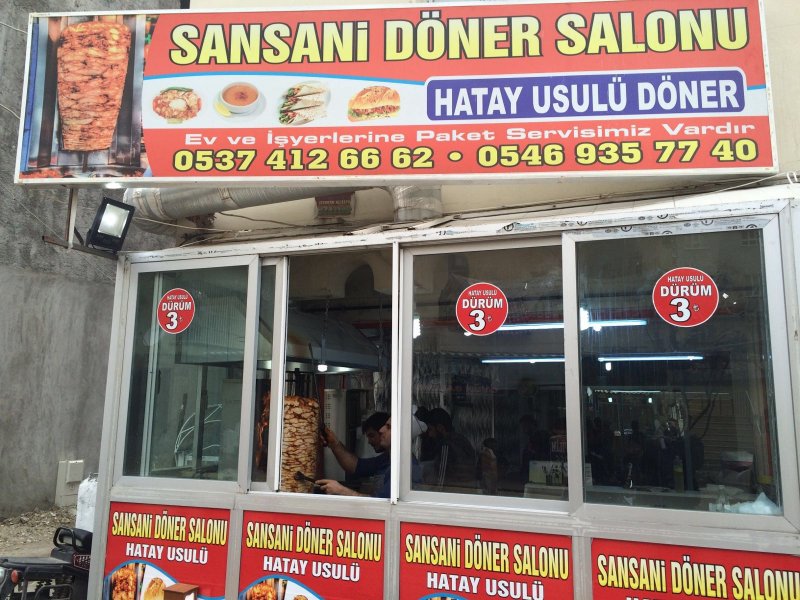 SANSANi DÖNER SALONU
HATAY USULÜ DÖNER
Ev ve İşyerlerine Paket Servisimiz Vardır
0537 412 66 62 • 0546 935 77 40
HATAY USULÜ
DÜRÜM
3₺
HATAY USULÜ
DÜRÜM
3₺
HATAY USULÜ
DÜRÜM
3₺
SANSANi DÖNER SALONU
HATAY USULÜ
SANSANi DÖNER SALONU
HATAY USULÜ
SANSANi DÖNER SALONU
HATAY USULÜ
SANSANi DÖNER SALONU
HATAY USULÜ